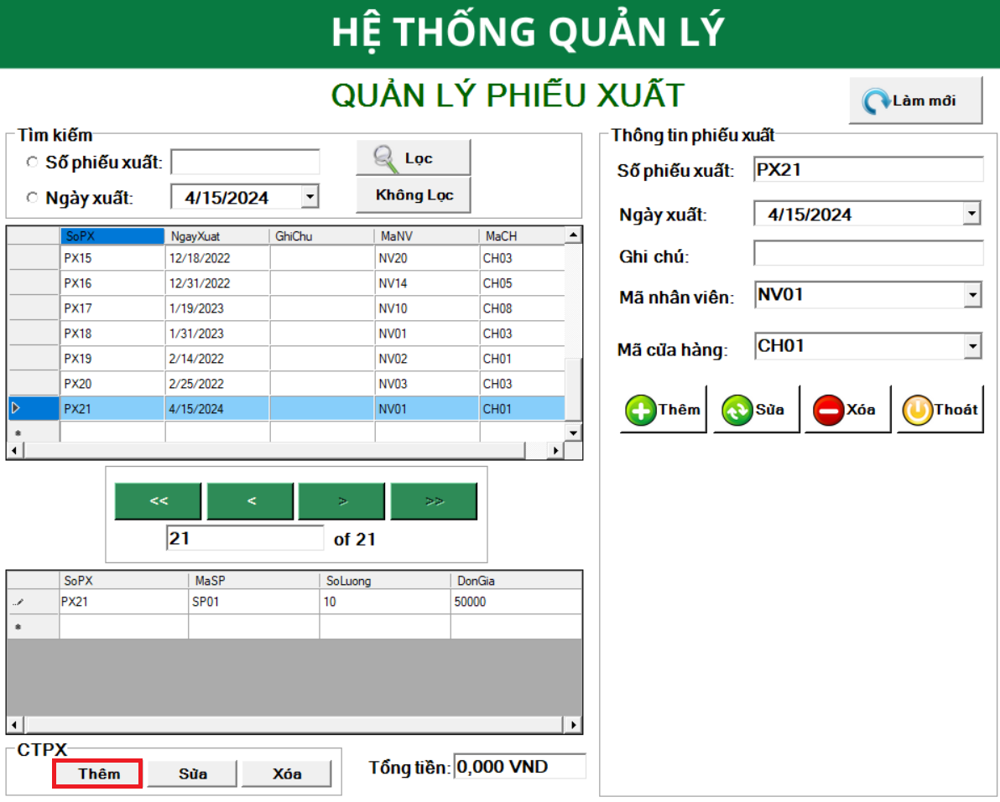 HỆ THỐNG QUẢN LÝ
QUẢN LÝ PHIẾU XUẤT
Làm mới
Tìm kiếm
Số phiếu xuất:
Lọc
Ngày xuất: 4/15/2024
Không Lọc
SoPX NgayXuat GhiChu MaNV MaCH
PX15 12/18/2022 NV20 CH03
PX16 12/31/2022 NV14 CH05
PX17 1/19/2023 NV10 CH08
PX18 1/31/2023 NV01 CH03
PX19 2/14/2022 NV02 CH01
PX20 2/25/2022 NV03 CH03
PX21 4/15/2024 NV01 CH01
<< < > >>
21 of 21
SoPX MaSP SoLuong DonGia
PX21 SP01 10 50000
CTPX
Thêm Sửa Xóa
Tổng tiền: 0,000 VND
Thông tin phiếu xuất
Số phiếu xuất: PX21
Ngày xuất: 4/15/2024
Ghi chú:
Mã nhân viên: NV01
Mã cửa hàng: CH01
Thêm Sửa Xóa Thoát